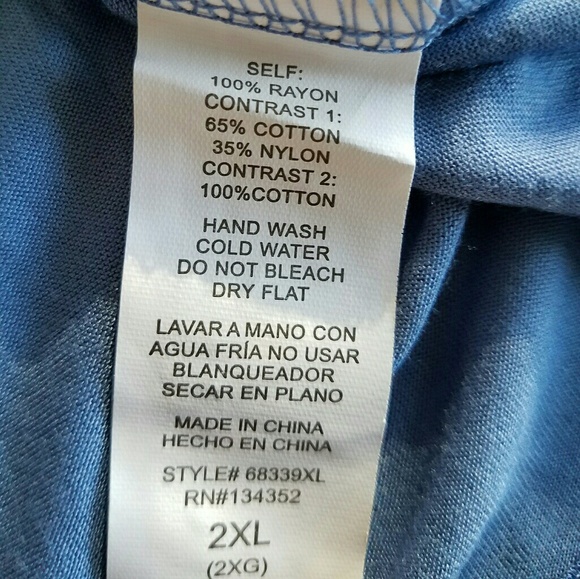 SELF:
100% RAYON
CONTRAST 1:
65% COTTON
35% NYLON
CONTRAST 2:
100%COTTON
HAND WASH
COLD WATER
DO NOT BLEACH
DRY FLAT
LAVAR A MANO CON
AGUA FRÍA NO USAR
BLANQUEADOR
SECAR EN PLANO
MADE IN CHINA
HECHO EN CHINA
STYLE# 68339XL
RN#134352
2XL
(2XG)